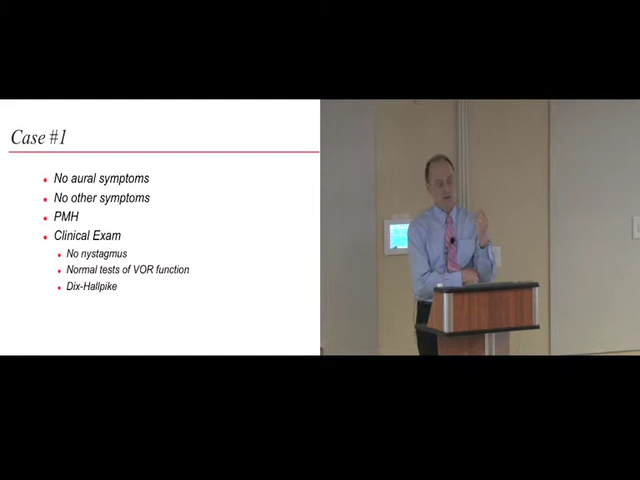 Case #1
No aural symptoms
No other symptoms
PMH
Clinical Exam
No nystagmus
Normal tests of VOR function
Dix-Hallpike